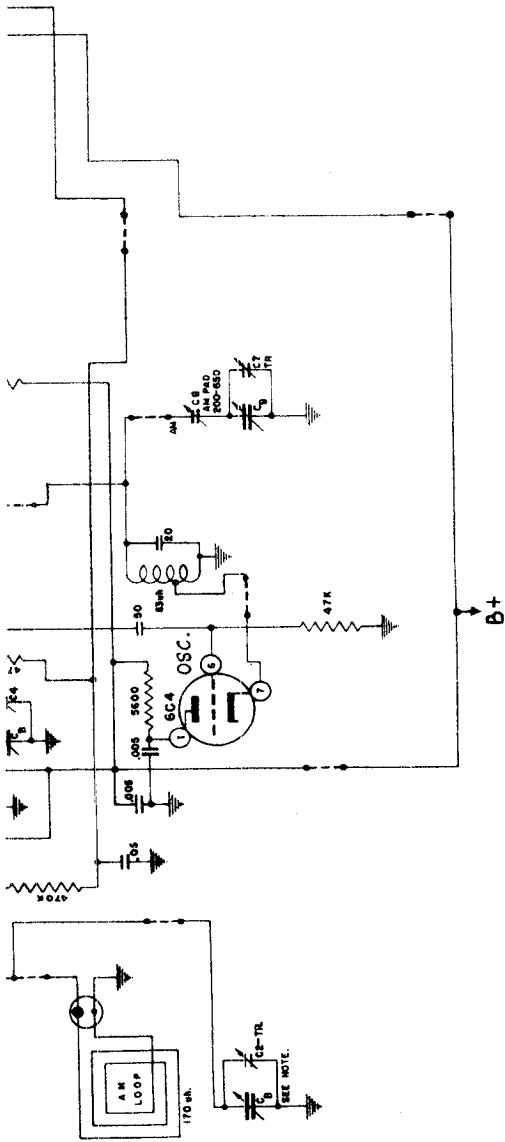 C8
AM PAD
200-650
C7
TR
CB
AM
20
83uh
50
47K
OSC.
6
7
1
6C4
5600
.005
C4
CB
.005
.05
470K
B+
AM
LOOP
170 uh.
C2-TR.
CB
SEE NOTE.